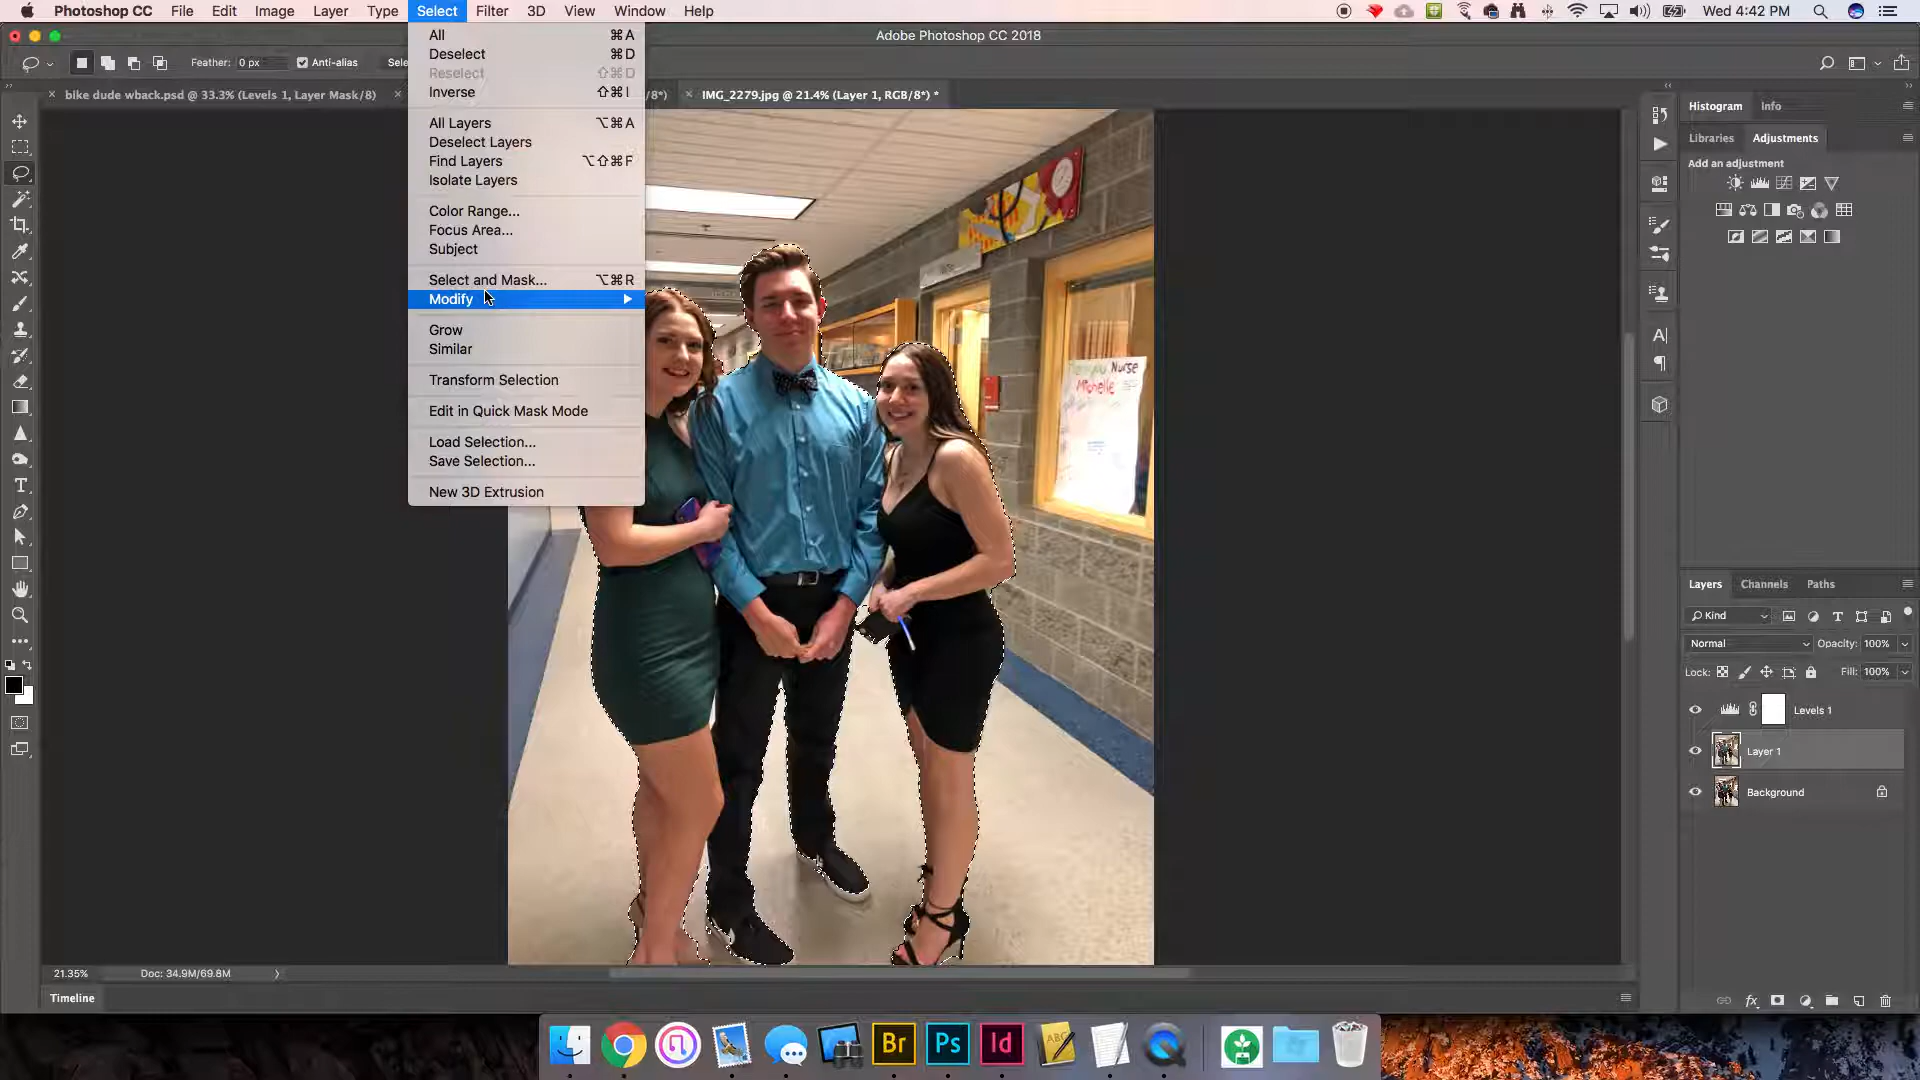 Photoshop CC File Edit Image Layer Type Select Filter 3D View Window Help Wed 4:42 PM
Adobe Photoshop CC 2018
Feather: 0 px Anti-alias Sele
bike dude wback.psd @ 33.3% (Levels 1, Layer Mask/8) /8*) IMG_2279.jpg @ 21.4% (Layer 1, RGB/8*) *
All ⌘A
Deselect ⌘D
Reselect ⇧⌘D
Inverse ⇧⌘I
All Layers ⌥⌘A
Deselect Layers
Find Layers ⌥⇧⌘F
Isolate Layers
Color Range...
Focus Area...
Subject
Select and Mask... ⌥⌘R
Modify
Grow
Similar
Transform Selection
Edit in Quick Mask Mode
Load Selection...
Save Selection...
New 3D Extrusion
Nurse
Michelle
Histogram Info
Libraries Adjustments
Add an adjustment
Layers Channels Paths
Kind
Normal Opacity: 100%
Lock: Fill: 100%
Levels 1
Layer 1
Background
21.35% Doc: 34.9M/69.8M
Timeline
Br Ps Id